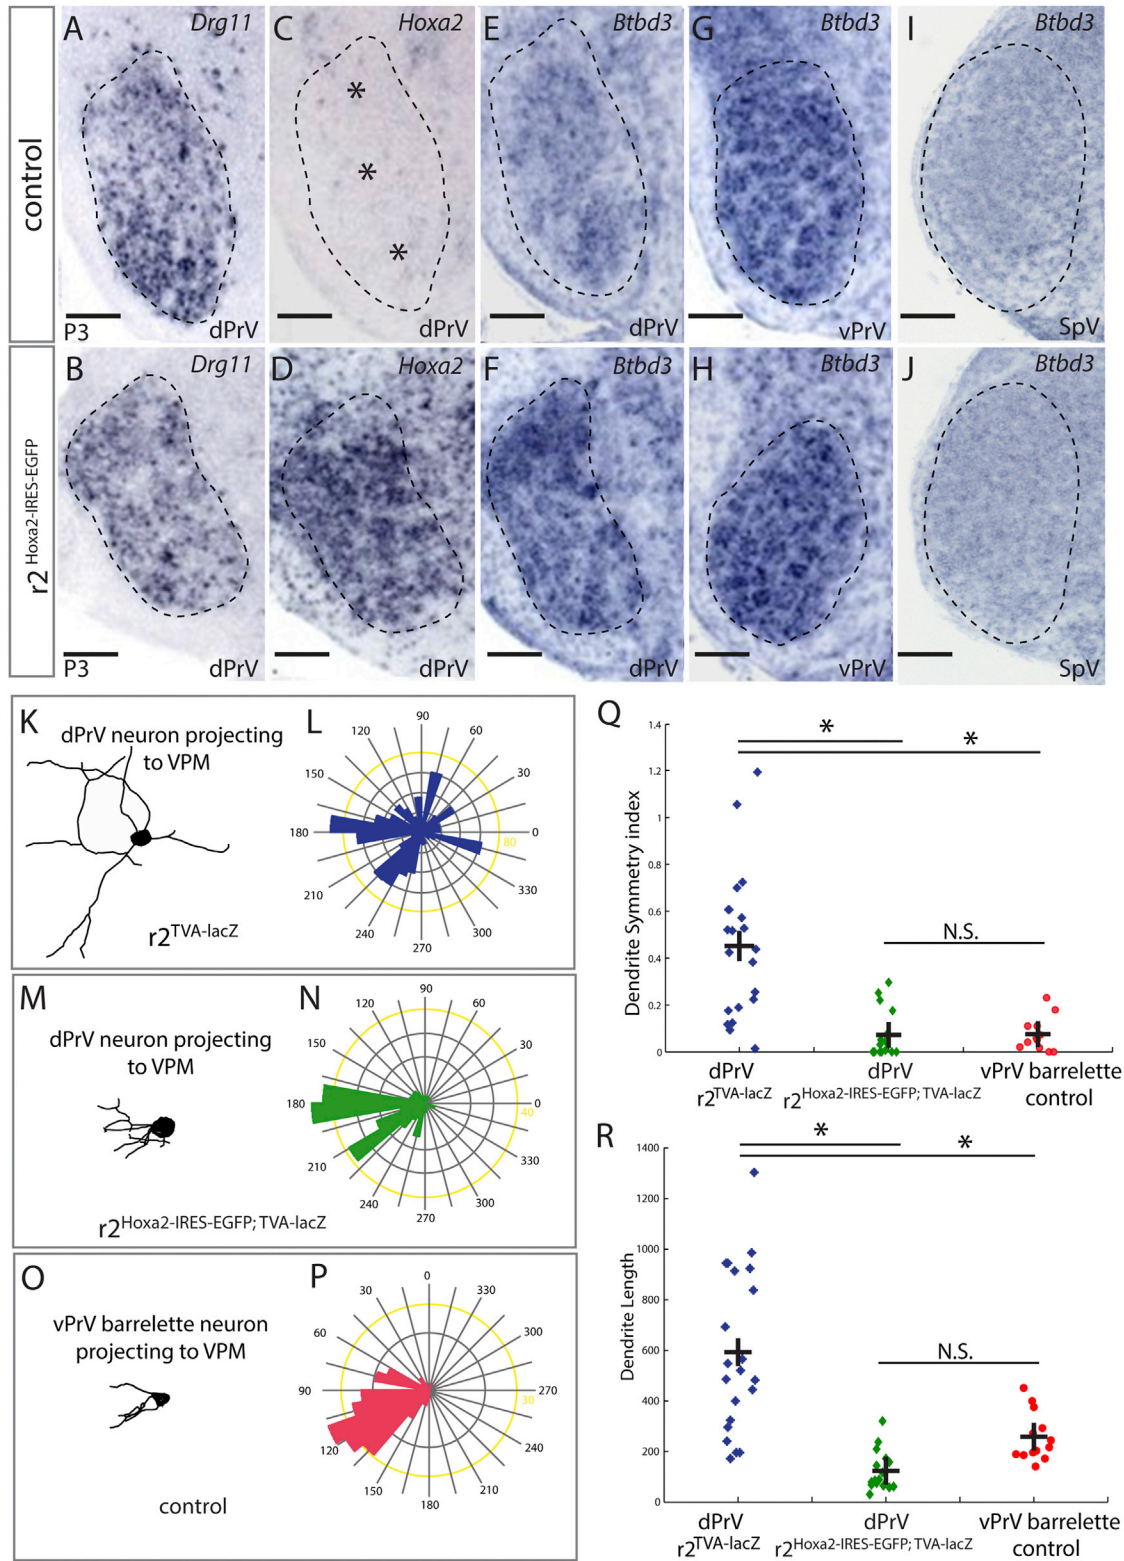 A
Drg11
C
Hoxa2
E
Btbd3
G
Btbd3
I
Btbd3
control
*
*
*
P3
dPrV
dPrV
dPrV
vPrV
SpV
B
Drg11
D
Hoxa2
F
Btbd3
H
Btbd3
J
Btbd3
r2Hoxa2-IRES-EGFP
P3
dPrV
dPrV
dPrV
vPrV
SpV
K
dPrV neuron projecting
to VPM
r2TVA-lacZ
L
90
120
60
150
30
180
0
80
210
330
240
300
270
M
dPrV neuron projecting
to VPM
r2Hoxa2-IRES-EGFP; TVA-lacZ
N
90
120
60
150
30
180
0
40
210
330
240
300
270
O
vPrV barrelette neuron
projecting to VPM
control
P
0
30
330
60
300
90
270
30
120
240
150
210
180
Q
Dendrite Symmetry index
1.4
1.2
1
0.8
0.6
0.4
0.2
0
*
*
N.S.
dPrV
r2TVA-lacZ
dPrV
r2Hoxa2-IRES-EGFP; TVA-lacZ
vPrV barrelette
control
R
Dendrite Length
1400
1200
1000
800
600
400
200
0
*
*
N.S.
dPrV
r2TVA-lacZ
dPrV
r2Hoxa2-IRES-EGFP; TVA-lacZ
vPrV barrelette
control